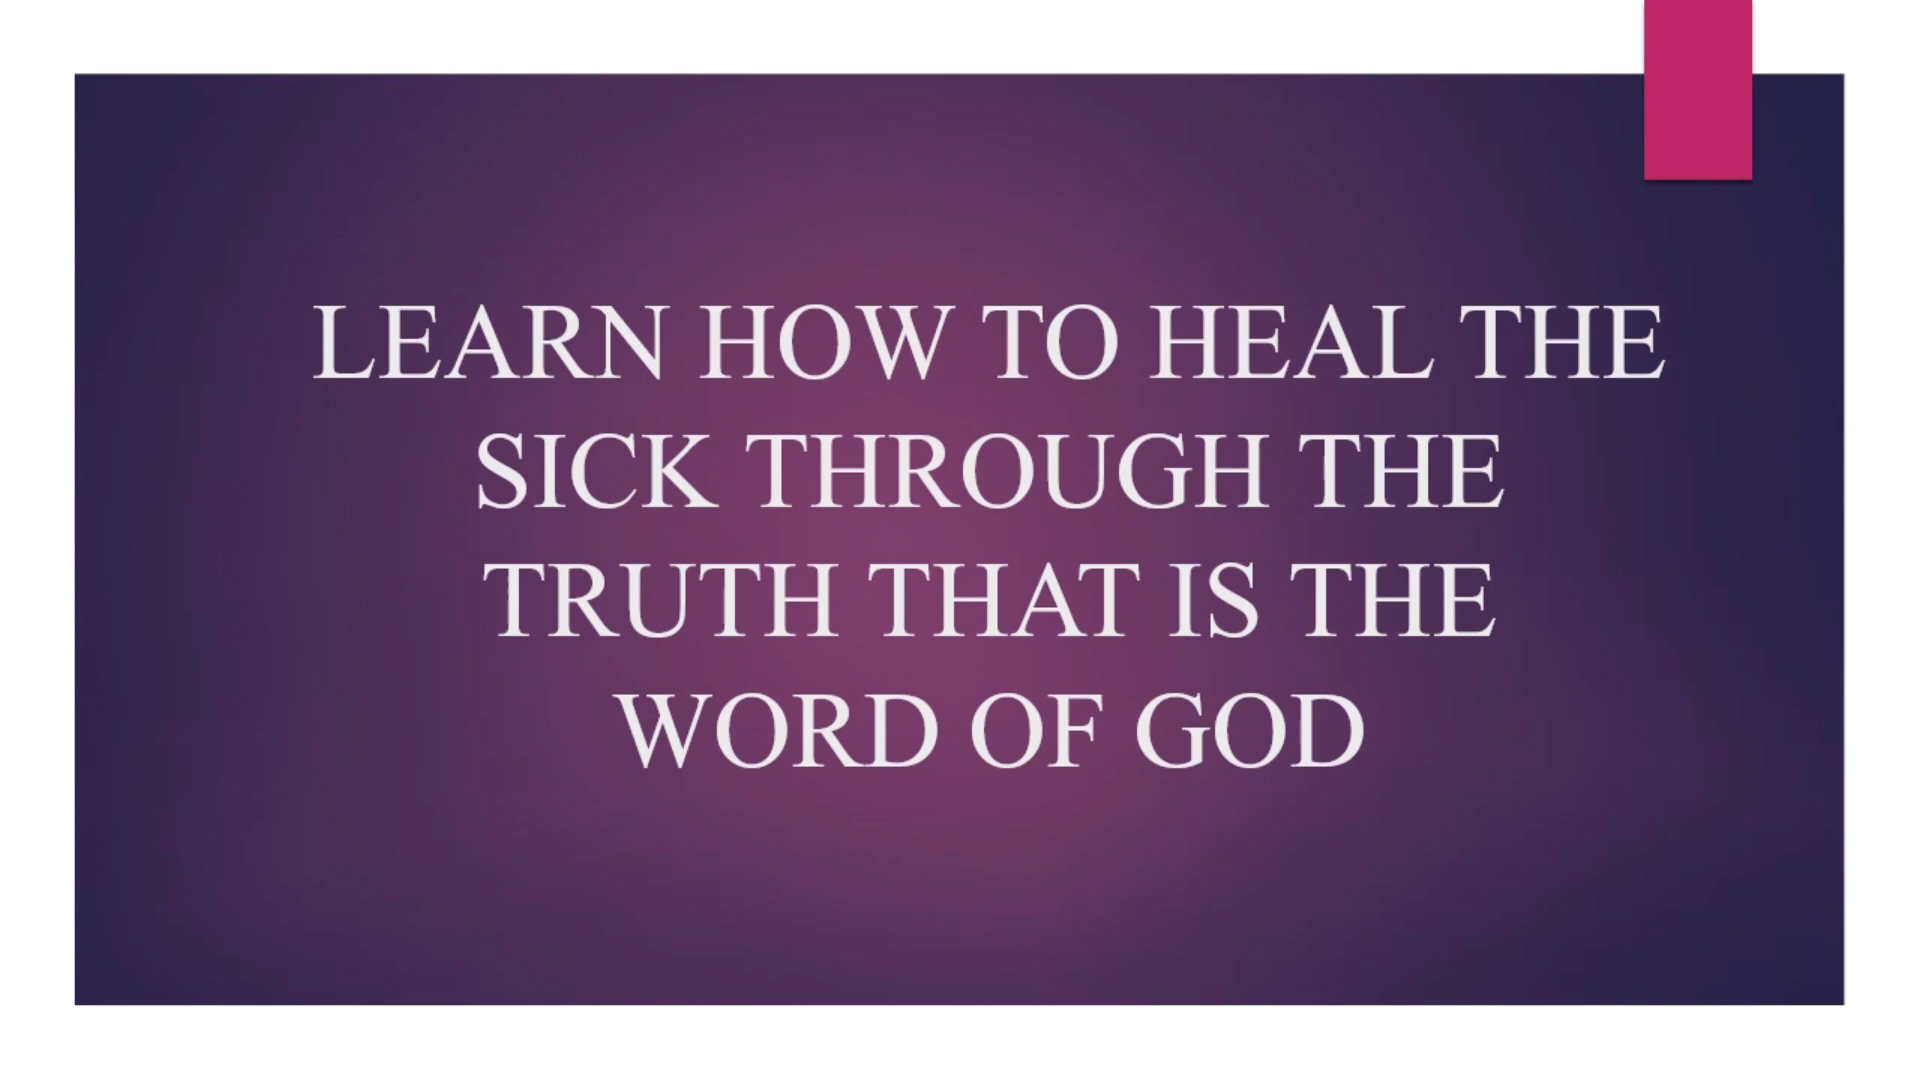 LEARN HOW TO HEAL THE
SICK THROUGH THE
TRUTH THAT IS THE
WORD OF GOD